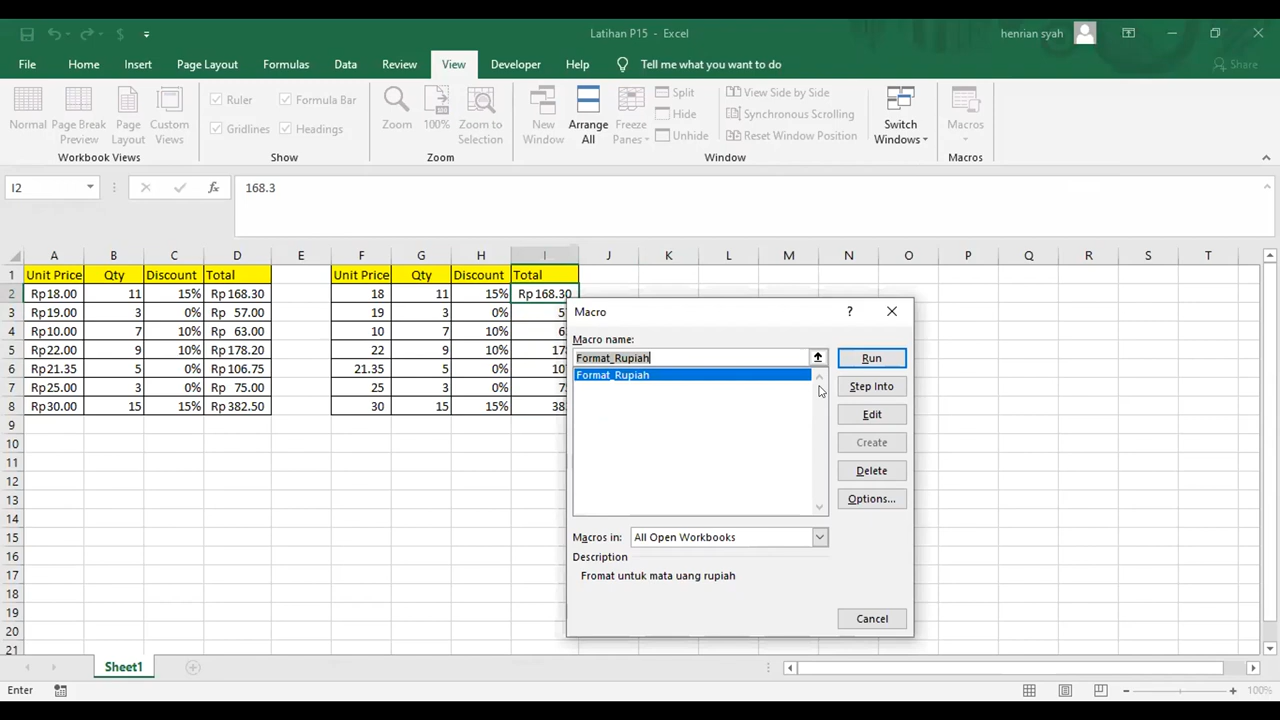 Latihan P15 - Excel
henrian syah
File Home Insert Page Layout Formulas Data Review View Developer Help Tell me what you want to do Share
Normal
Page Break Preview
Page Layout
Custom Views
Workbook Views
Ruler
Formula Bar
Gridlines
Headings
Show
Zoom
100%
Zoom to Selection
Zoom
New Window
Arrange All
Freeze Panes
Split
Hide
Unhide
View Side by Side
Synchronous Scrolling
Reset Window Position
Switch Windows
Window
Macros
Macros
I2
fx
168.3
A B C D E F G H I J K L M N O P Q R S T
1 Unit Price Qty Discount Total Unit Price Qty Discount Total
2 Rp18.00 11 15% Rp 168.30 18 11 15% Rp 168.30
3 Rp19.00 3 0% Rp 57.00 19 3 0% 5
4 Rp10.00 7 10% Rp 63.00 10 7 10% 6
5 Rp22.00 9 10% Rp 178.20 22 9 10% 17
6 Rp21.35 5 0% Rp 106.75 21.35 5 0% 10
7 Rp25.00 3 0% Rp 75.00 25 3 0% 7
8 Rp30.00 15 15% Rp 382.50 30 15 15% 38
9
10
11
12
13
14
15
16
17
18
19
20
21
Macro
?
Macro name:
Format_Rupiah
Format_Rupiah
Run
Step Into
Edit
Create
Delete
Options...
Macros in: All Open Workbooks
Description
Fromat untuk mata uang rupiah
Cancel
Sheet1
Enter
100%